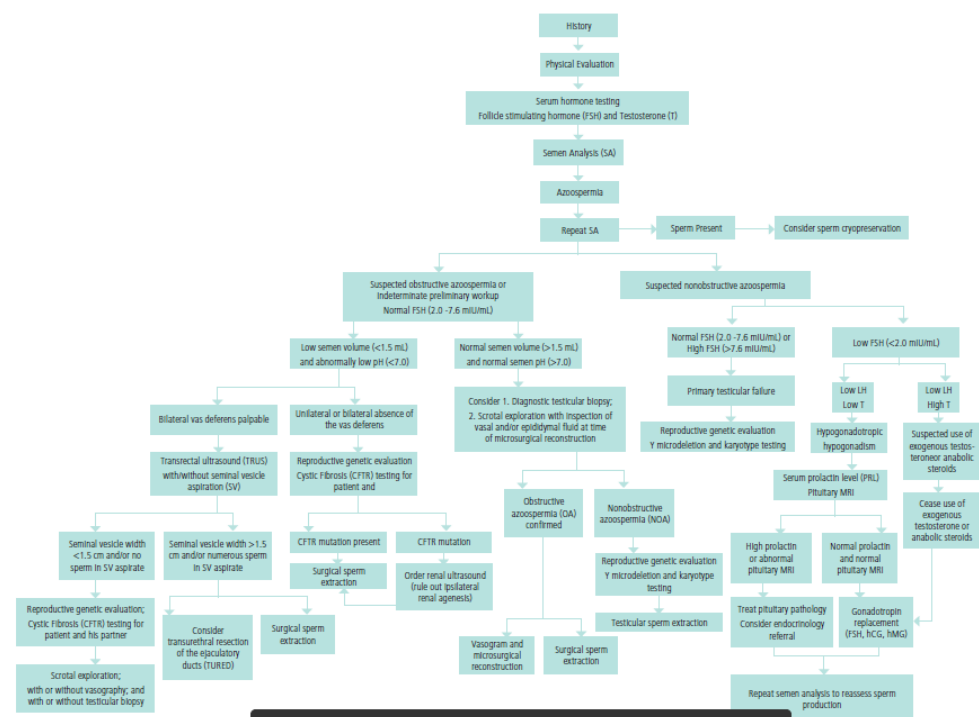 History
Physical Evaluation
Serum hormone testing
Follicle stimulating hormone (FSH) and Testosterone (T)
Semen Analysis (SA)
Azoospermia
Repeat SA
Sperm Present
Consider sperm cryopreservation
Suspected obstructive azoospermia or
indeterminate preliminary workup
Normal FSH (2.0 -7.6 mIU/mL)
Suspected nonobstructive azoospermia
Low semen volume (<1.5 mL)
and abnormally low pH (<7.0)
Normal semen volume (>1.5 mL)
and normal semen pH (>7.0)
Normal FSH (2.0 -7.6 mIU/mL) or
High FSH (>7.6 mIU/mL)
Low FSH (<2.0 mIU/mL)
Bilateral vas deferens palpable
Unilateral or bilateral absence of
the vas deferens
Consider 1. Diagnostic testicular biopsy;
2. Scrotal exploration with inspection of
vasal and/or epididymal fluid at time
of microsurgical reconstruction
Primary testicular failure
Low LH
Low T
Low LH
High T
Transrectal ultrasound (TRUS)
with/without seminal vesicle
aspiration (SV)
Reproductive genetic evaluation
Cystic Fibrosis (CFTR) testing for
patient and
Reproductive genetic evaluation
Y microdeletion and karyotype testing
Hypogonadotropic
hypogonadism
Suspected use of
exogenous testos-
teroneor anabolic
steroids
Serum prolactin level (PRL)
Pituitary MRI
Obstructive
azoospermia (OA)
confirmed
Nonobstructive
azoospermia (NOA)
Cease use of
exogenous
testosterone or
anabolic steroids
Seminal vesicle width
<1.5 cm and/or no
sperm in SV aspirate
Seminal vesicle width >1.5
cm and/or numerous sperm
in SV aspirate
CFTR mutation present
CFTR mutation
High prolactin
or abnormal
pituitary MRI
Normal prolactin
and normal
pituitary MRI
Surgical sperm
extraction
Order renal ultrasound
(rule out ipsilateral
renal agenesis)
Reproductive genetic evaluation
Y microdeletion and karyotype
testing
Reproductive genetic evaluation;
Cystic Fibrosis (CFTR) testing for
patient and his partner
Consider
transurethral resection
of the ejaculatory
ducts (TURED)
Surgical sperm
extraction
Testicular sperm extraction
Treat pituitary pathology
Consider endocrinology
referral
Gonadotropin
replacement
(FSH, hCG, hMG)
Vasogram and
microsurgical
reconstruction
Surgical sperm
extraction
Scrotal exploration;
with or without vasography; and
with or without testicular biopsy
Repeat semen analysis to reassess sperm
production